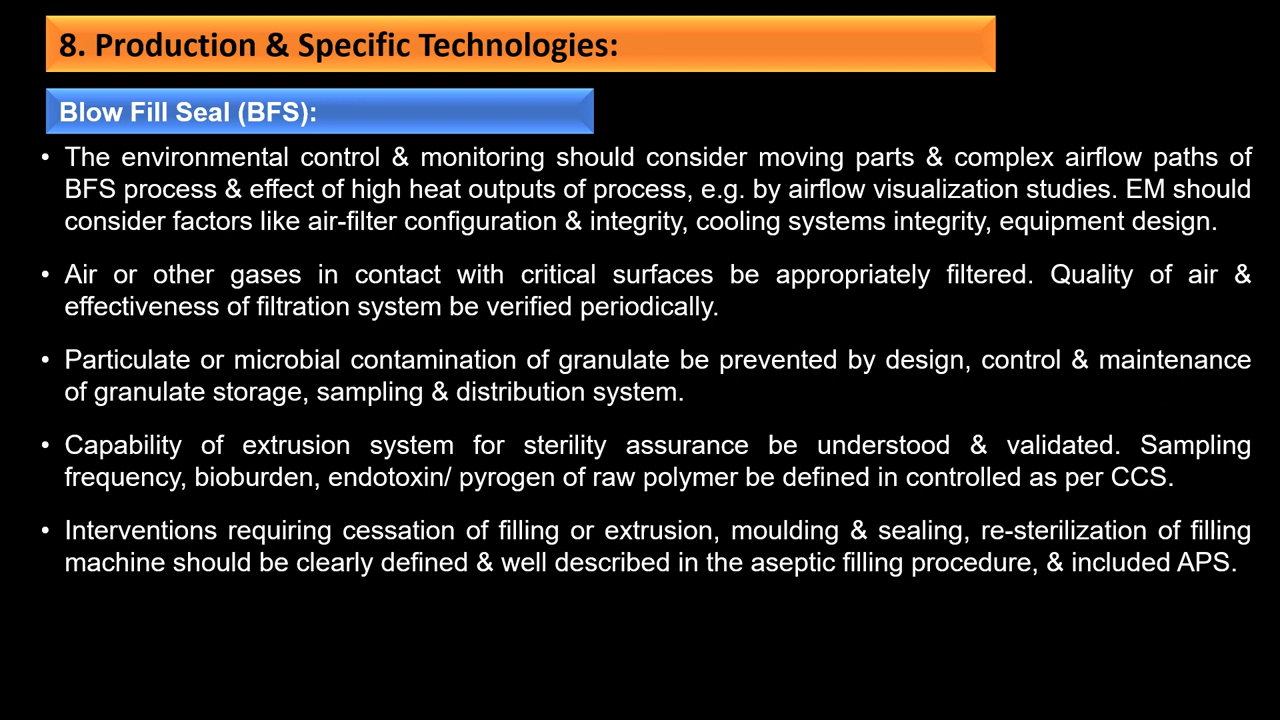 8. Production & Specific Technologies:
Blow Fill Seal (BFS):
• The environmental control & monitoring should consider moving parts & complex airflow paths of
BFS process & effect of high heat outputs of process, e.g. by airflow visualization studies. EM should
consider factors like air-filter configuration & integrity, cooling systems integrity, equipment design.
• Air or other gases in contact with critical surfaces be appropriately filtered. Quality of air &
effectiveness of filtration system be verified periodically.
• Particulate or microbial contamination of granulate be prevented by design, control & maintenance
of granulate storage, sampling & distribution system.
• Capability of extrusion system for sterility assurance be understood & validated. Sampling
frequency, bioburden, endotoxin/ pyrogen of raw polymer be defined in controlled as per CCS.
• Interventions requiring cessation of filling or extrusion, moulding & sealing, re-sterilization of filling
machine should be clearly defined & well described in the aseptic filling procedure, & included APS.